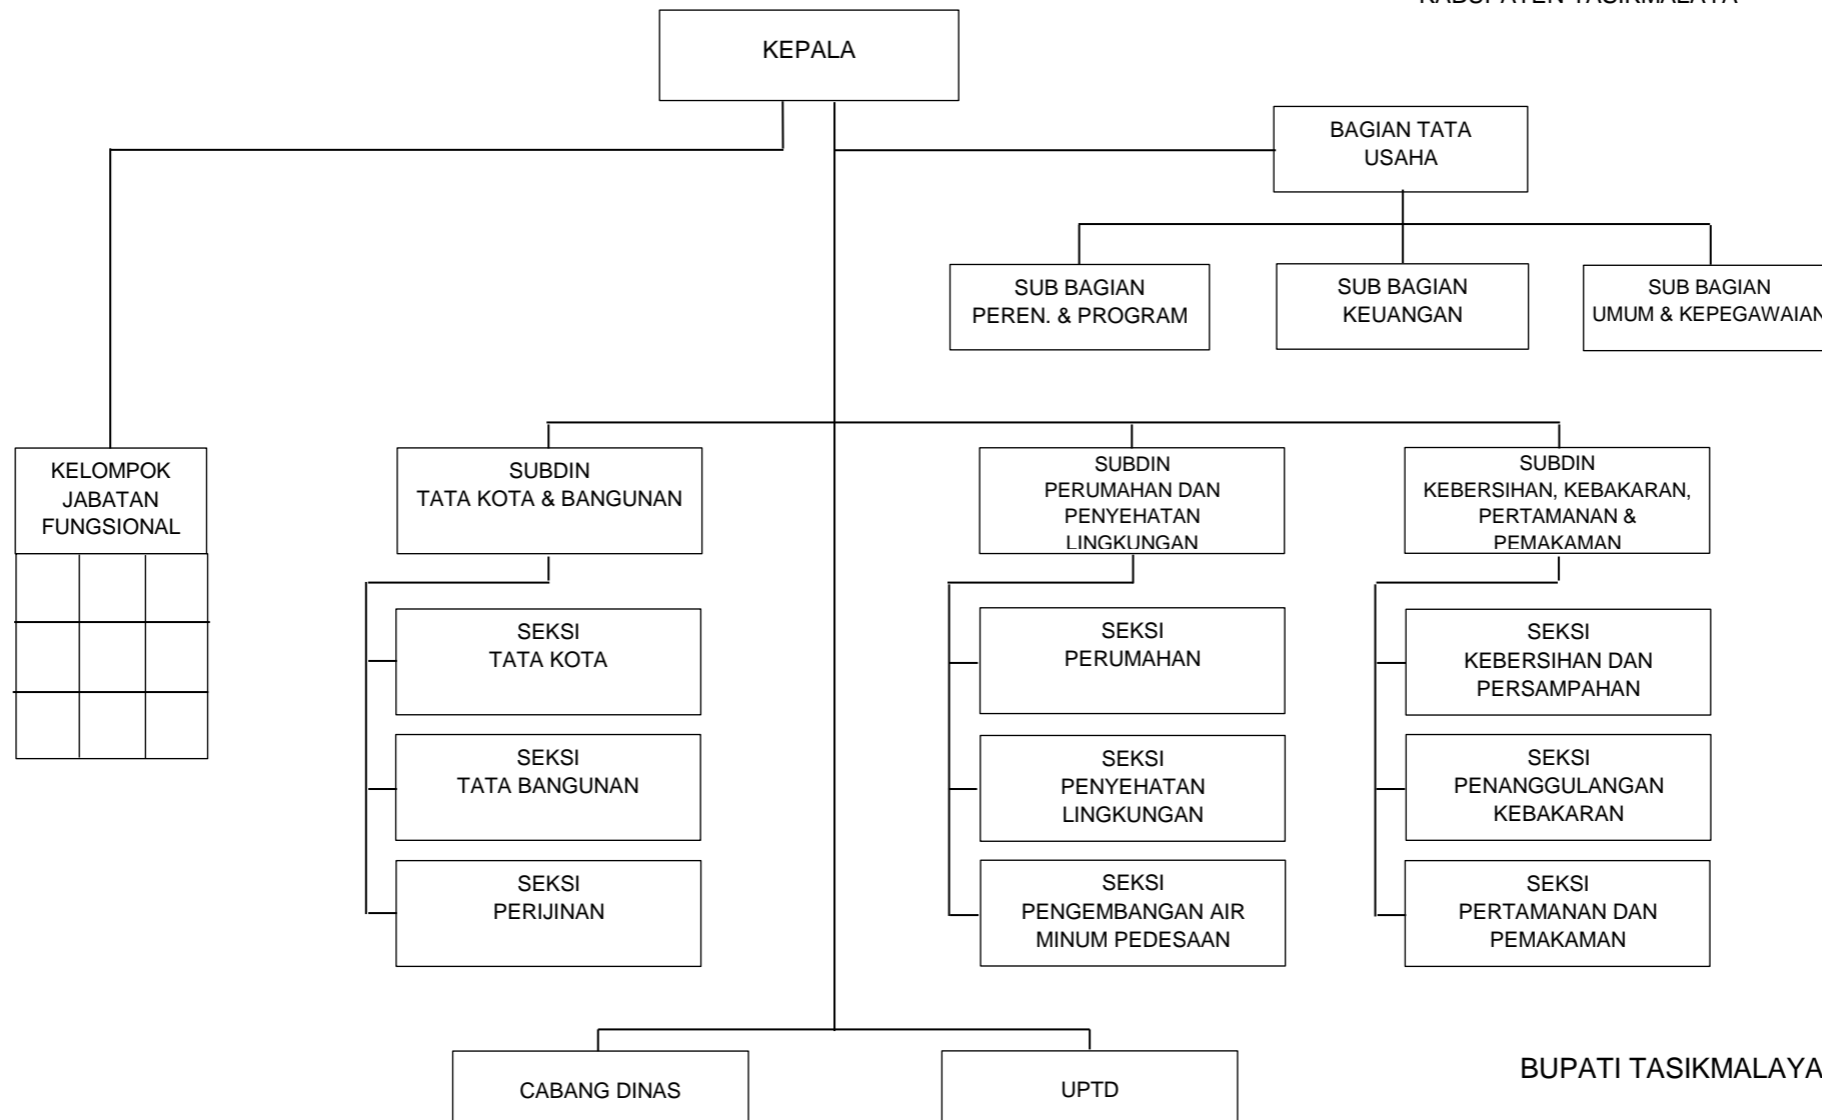 KABUPATEN TASIKMALAYA
KEPALA
BAGIAN TATA
USAHA
SUB BAGIAN
PEREN. & PROGRAM
SUB BAGIAN
KEUANGAN
SUB BAGIAN
UMUM & KEPEGAWAIAN
KELOMPOK
JABATAN
FUNGSIONAL
SUBDIN
TATA KOTA & BANGUNAN
SUBDIN
PERUMAHAN DAN
PENYEHATAN
LINGKUNGAN
SUBDIN
KEBERSIHAN, KEBAKARAN,
PERTAMANAN &
PEMAKAMAN
SEKSI
TATA KOTA
SEKSI
PERUMAHAN
SEKSI
KEBERSIHAN DAN
PERSAMPAHAN
SEKSI
TATA BANGUNAN
SEKSI
PENYEHATAN
LINGKUNGAN
SEKSI
PENANGGULANGAN
KEBAKARAN
SEKSI
PERIJINAN
SEKSI
PENGEMBANGAN AIR
MINUM PEDESAAN
SEKSI
PERTAMANAN DAN
PEMAKAMAN
CABANG DINAS
UPTD
BUPATI TASIKMALAYA